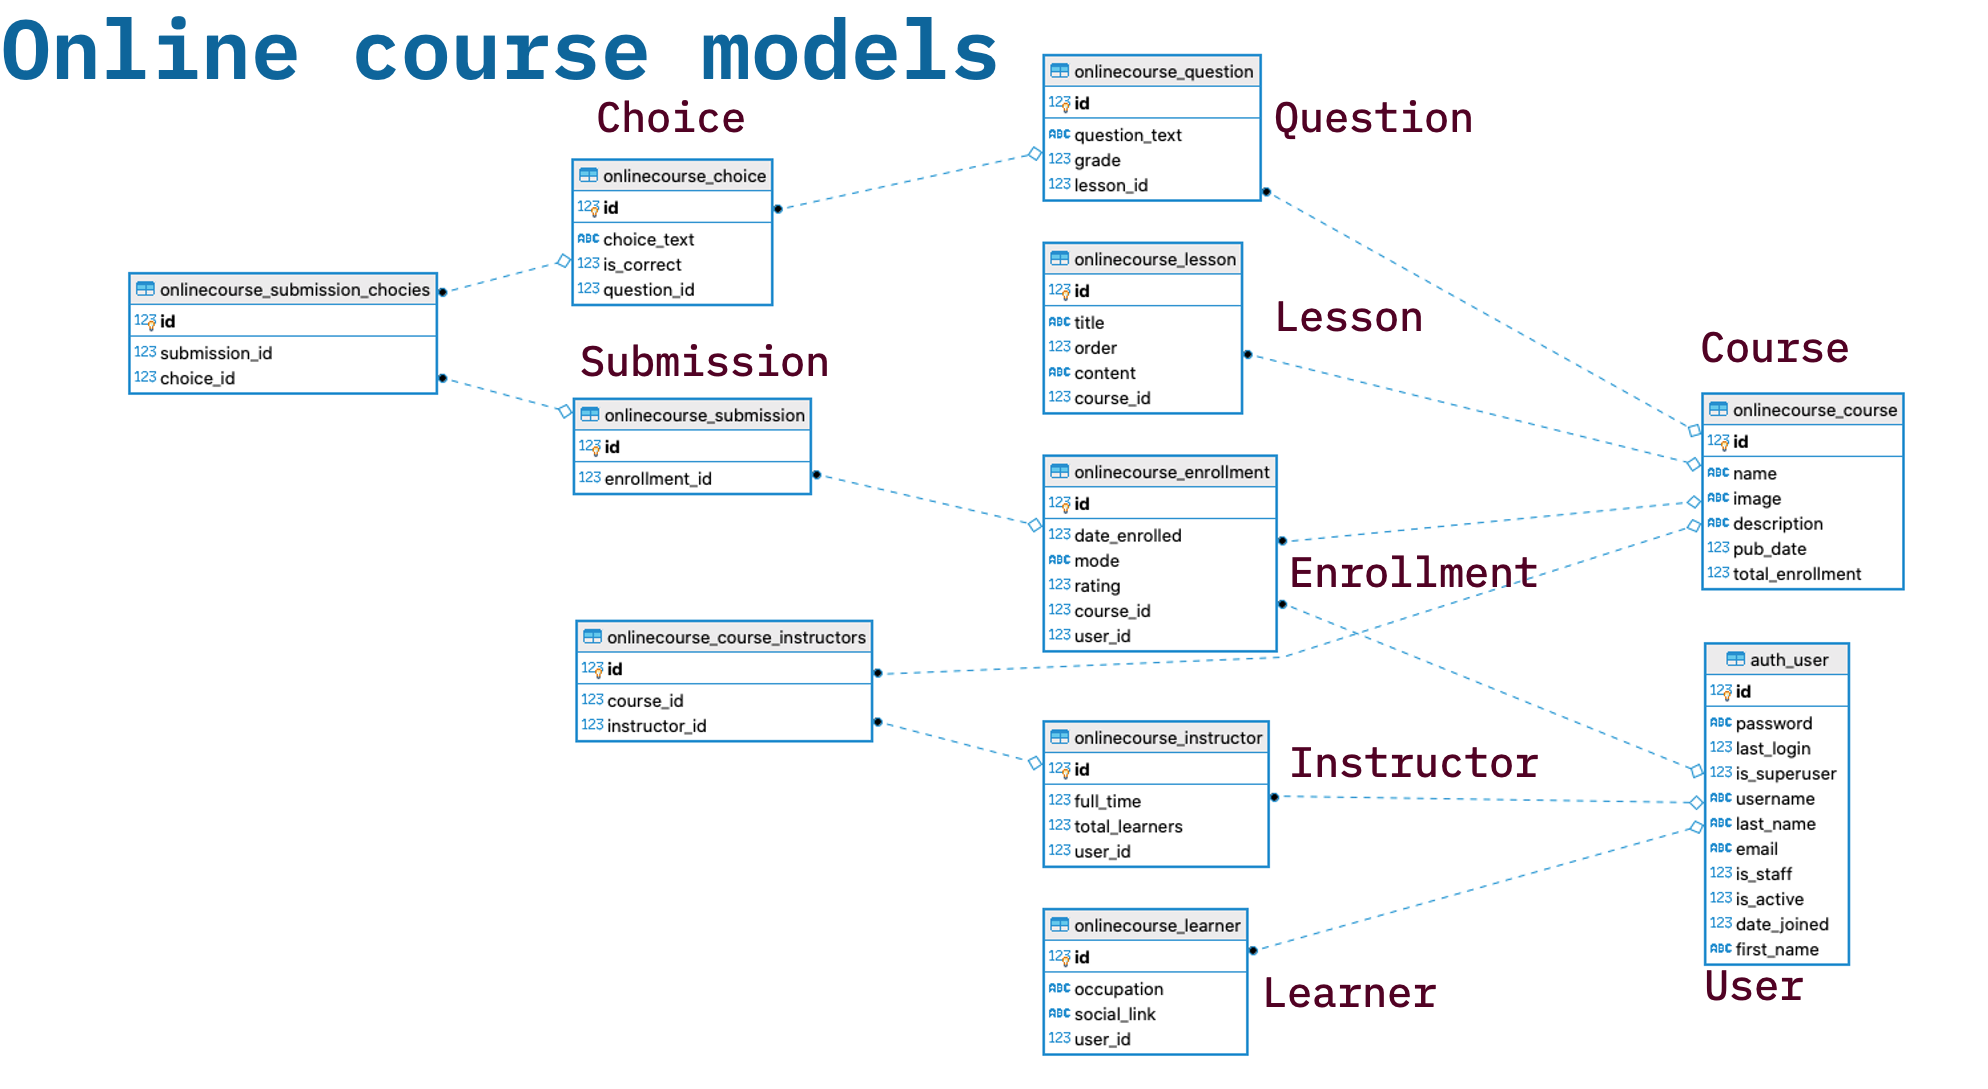 Online course models
Choice
onlinecourse_choice
123 id
ABC choice_text
123 is_correct
123 question_id
onlinecourse_submission_chocies
123 id
123 submission_id
123 choice_id
Submission
onlinecourse_submission
123 id
123 enrollment_id
onlinecourse_course_instructors
123 id
123 course_id
123 instructor_id
onlinecourse_question
123 id
ABC question_text
123 grade
123 lesson_id
Question
onlinecourse_lesson
123 id
ABC title
123 order
ABC content
123 course_id
Lesson
onlinecourse_enrollment
123 id
123 date_enrolled
ABC mode
123 rating
123 course_id
123 user_id
Enrollment
onlinecourse_instructor
123 id
123 full_time
123 total_learners
123 user_id
Instructor
onlinecourse_learner
123 id
ABC occupation
ABC social_link
123 user_id
Learner
Course
onlinecourse_course
123 id
ABC name
ABC image
ABC description
123 pub_date
123 total_enrollment
auth_user
123 id
ABC password
123 last_login
123 is_superuser
ABC username
ABC last_name
ABC email
123 is_staff
123 is_active
123 date_joined
ABC first_name
User